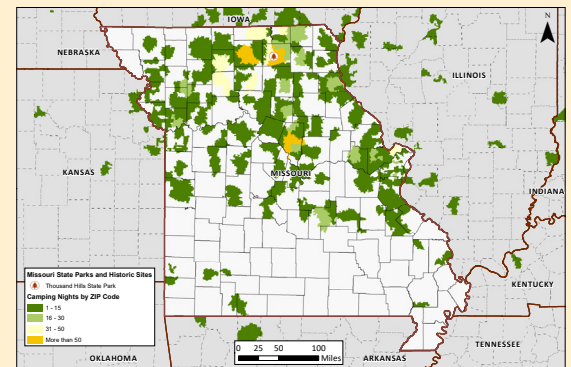 IOWA
N
NEBRASKA
ILLINOIS
KANSAS
MISSOURI
INDIANA
Missouri State Parks and Historic Sites
Thousand Hills State Park
Camping Nights by ZIP Code
1 - 15
16 - 30
31 - 50
More than 50
KENTUCKY
0 25 50 100
Miles
TENNESSEE
OKLAHOMA
ARKANSAS